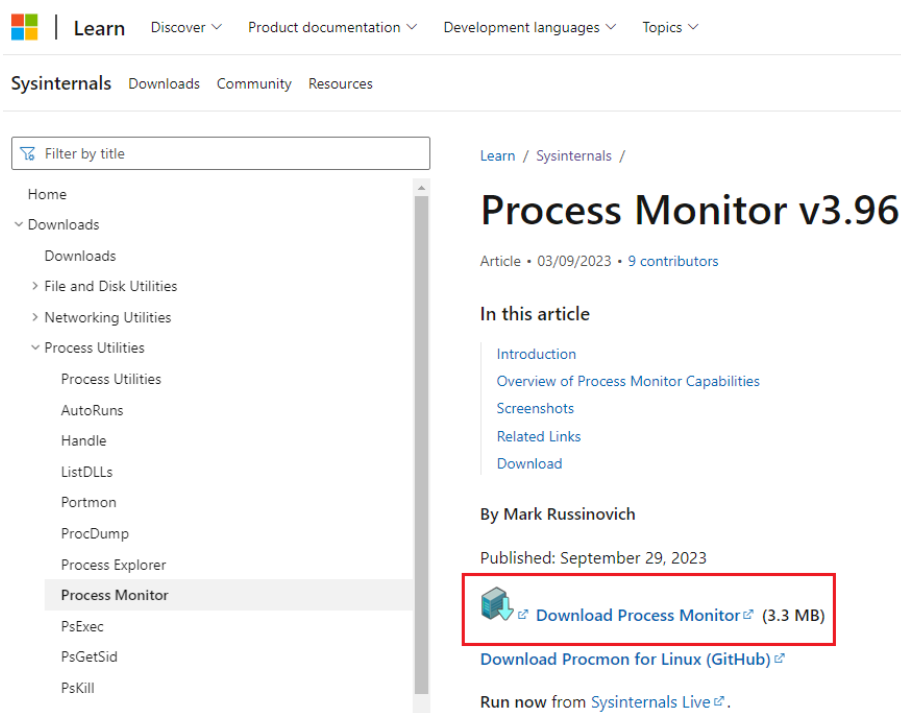 Learn Discover Product documentation Development languages Topics
Sysinternals Downloads Community Resources
Filter by title
Home
Downloads
Downloads
File and Disk Utilities
Networking Utilities
Process Utilities
Process Utilities
AutoRuns
Handle
ListDLLs
Portmon
ProcDump
Process Explorer
Process Monitor
PsExec
PsGetSid
PsKill
Learn / Sysinternals /
Process Monitor v3.96
Article • 03/09/2023 • 9 contributors
In this article
Introduction
Overview of Process Monitor Capabilities
Screenshots
Related Links
Download
By Mark Russinovich
Published: September 29, 2023
Download Process Monitor (3.3 MB)
Download Procmon for Linux (GitHub)
Run now from Sysinternals Live.